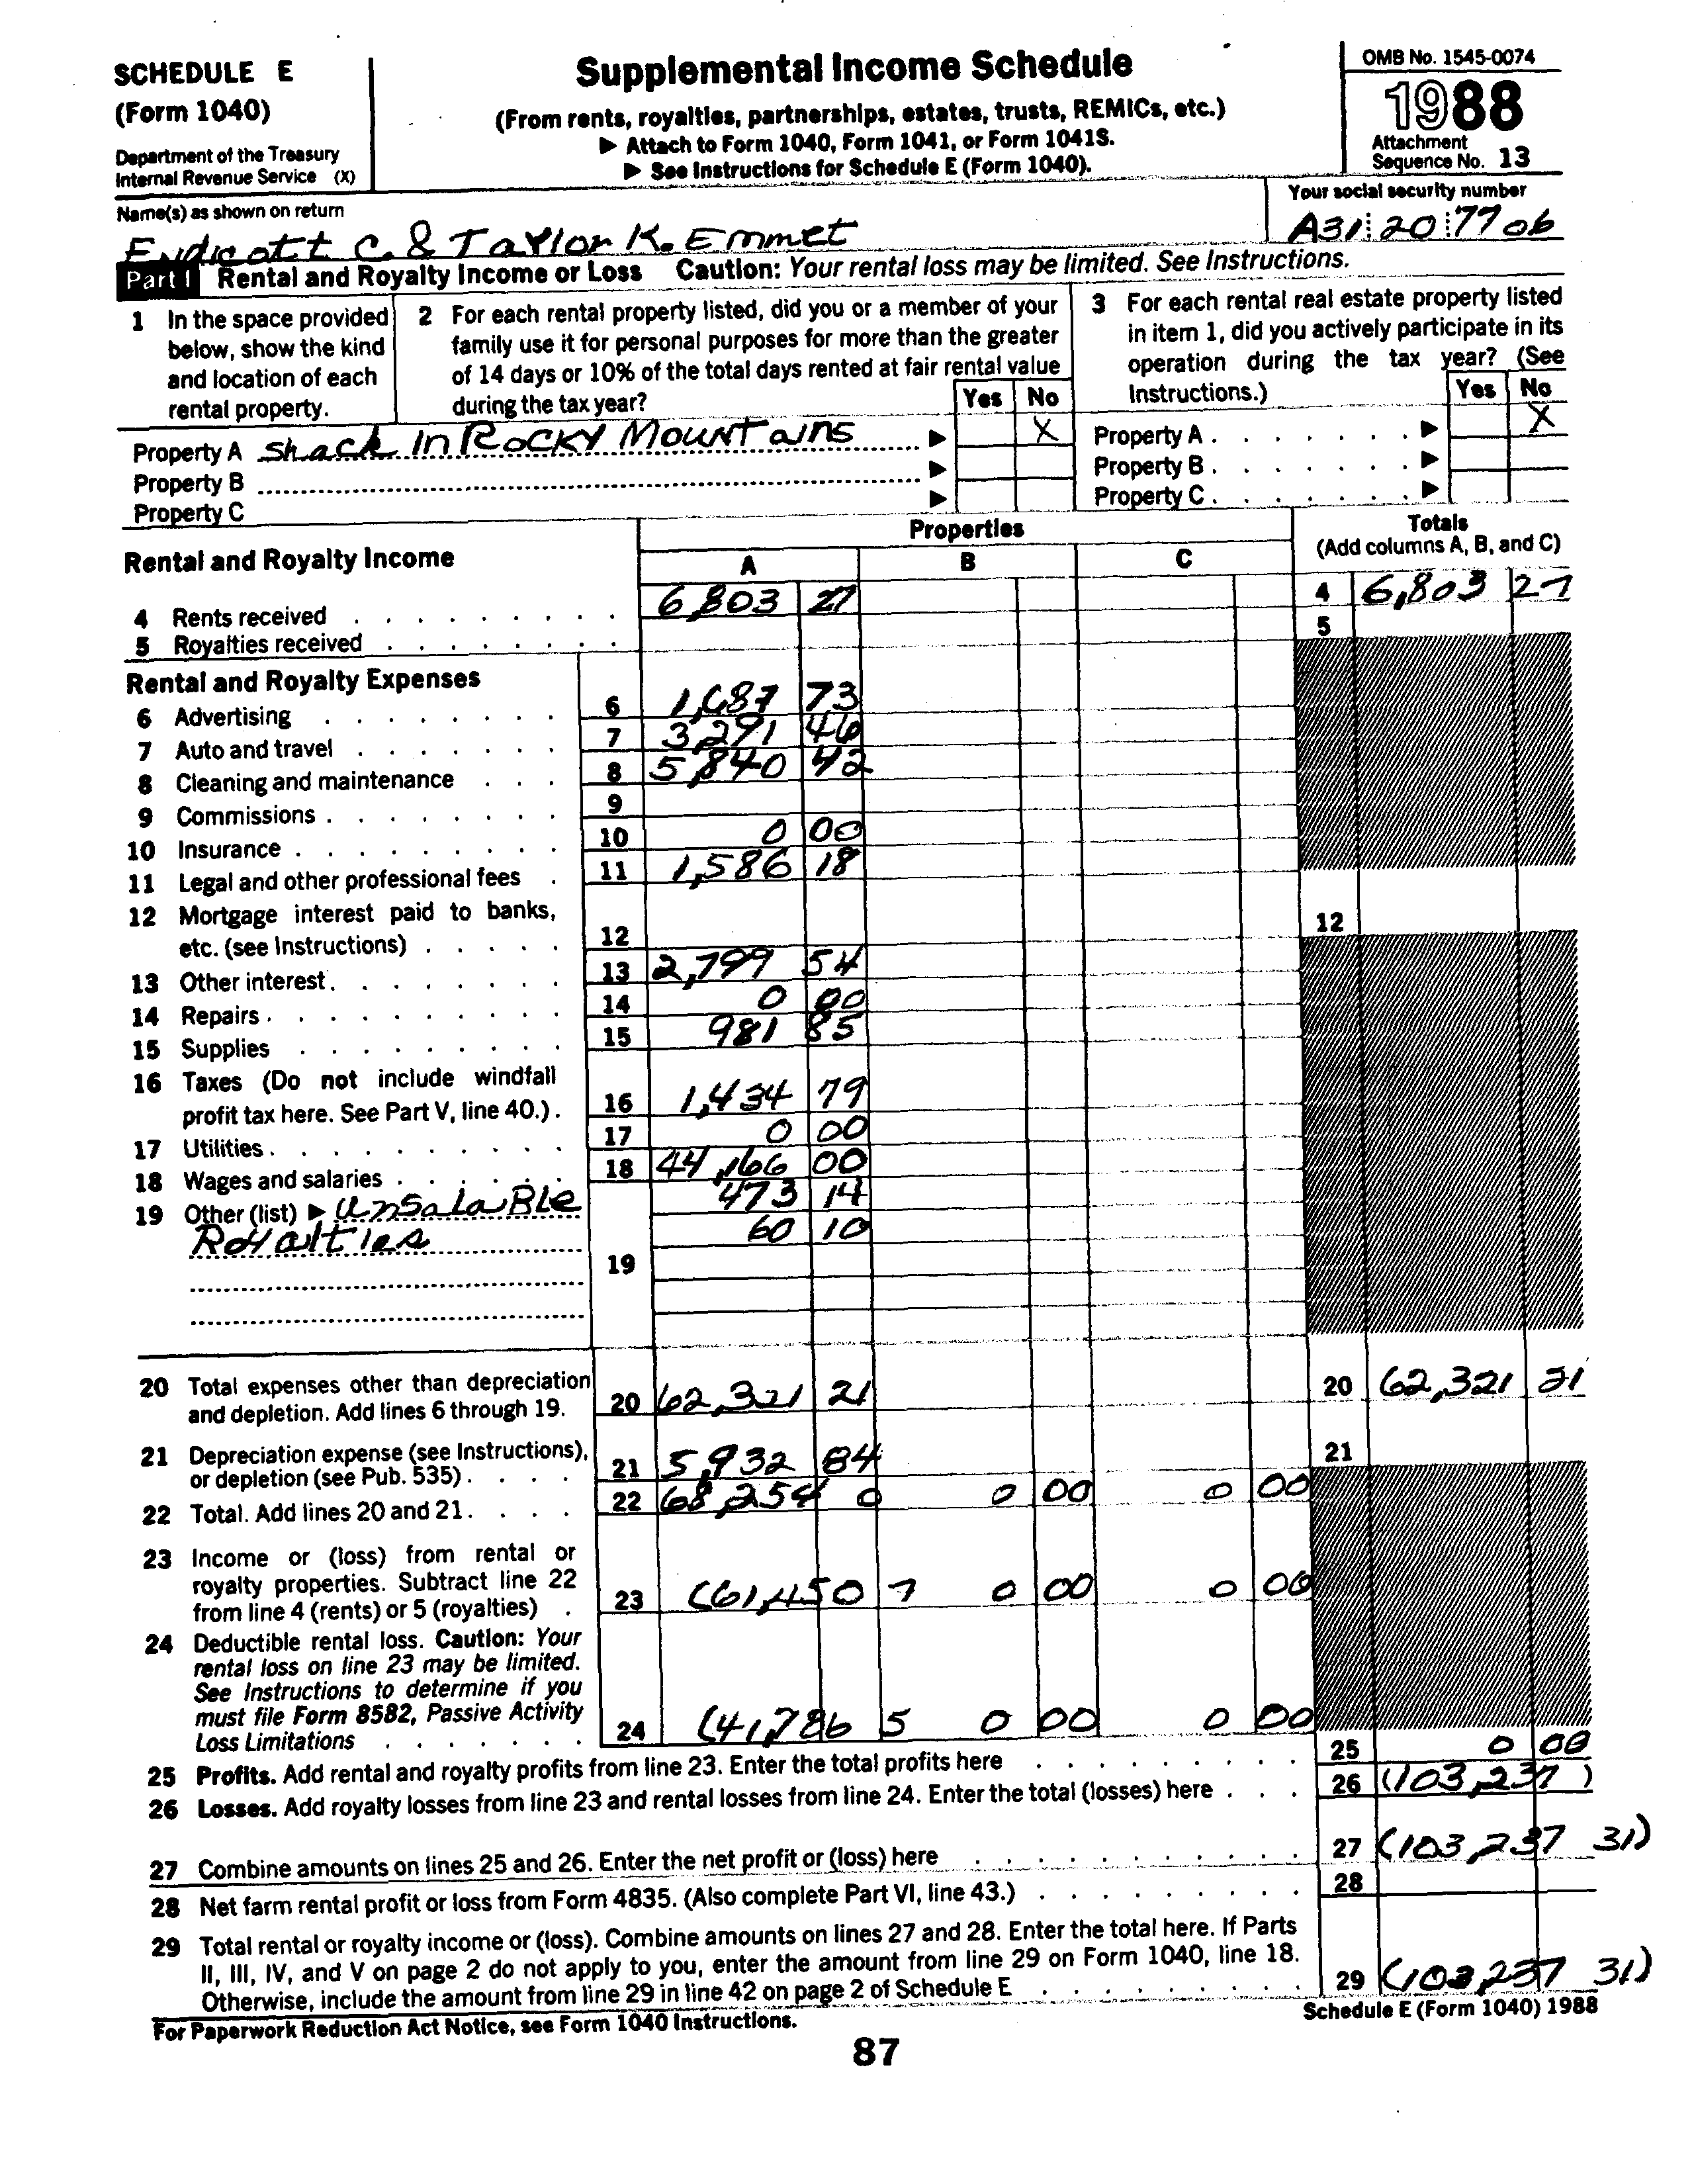 SCHEDULE E
(Form 1040)
Department of the Treasury
Internal Revenue Service (X)
Supplemental Income Schedule
(From rents, royalties, partnerships, estates, trusts, REMICs, etc.)
▶ Attach to Form 1040, Form 1041, or Form 1041S.
▶ See Instructions for Schedule E (Form 1040).
OMB No. 1545-0074
1988
Attachment
Sequence No. 13
Name(s) as shown on return
Endicott C. & Taylor K. Emmet
Your social security number
A31 20 7706
Part I Rental and Royalty Income or Loss Caution: Your rental loss may be limited. See Instructions.
1 In the space provided below, show the kind and location of each rental property.
2 For each rental property listed, did you or a member of your family use it for personal purposes for more than the greater of 14 days or 10% of the total days rented at fair rental value during the tax year? Yes No
3 For each rental real estate property listed in item 1, did you actively participate in its operation during the tax year? (See Instructions.) Yes No
Property A Shack In Rocky Mountains ▶ X Property A ▶ X
Property B ▶ Property B ▶
Property C ▶ Property C ▶
Rental and Royalty Income
Properties
A B C
Totals
(Add columns A, B, and C)
4 Rents received 6,803 27 4 6,803 27
5 Royalties received 5
Rental and Royalty Expenses
6 Advertising 6 1,687 73
7 Auto and travel 7 3,291 46
8 Cleaning and maintenance 8 5,840 42
9 Commissions 9
10 Insurance 10 0 00
11 Legal and other professional fees 11 1,586 18
12 Mortgage interest paid to banks,
etc. (see Instructions) 12 12
13 Other interest 13 2,799 54
14 Repairs 14 0 00
15 Supplies 15 981 85
16 Taxes (Do not include windfall
profit tax here. See Part V, line 40.) 16 1,434 79
17 Utilities 17 0 00
18 Wages and salaries 18 44,166 00
19 Other (list) ▶ UnSalaBle 473 14
Royalties 60 10
19
20 Total expenses other than depreciation
and depletion. Add lines 6 through 19. 20 62,321 21 20 62,321 21
21 Depreciation expense (see Instructions),
or depletion (see Pub. 535) 21 5,932 84 21
22 Total. Add lines 20 and 21 22 68,254 0 0 00 0 00
23 Income or (loss) from rental or
royalty properties. Subtract line 22
from line 4 (rents) or 5 (royalties) 23 (61,450 7 0 00 0 00
24 Deductible rental loss. Caution: Your
rental loss on line 23 may be limited.
See Instructions to determine if you
must file Form 8582, Passive Activity
Loss Limitations 24 (41,786 5 0 00 0 00
25 Profits. Add rental and royalty profits from line 23. Enter the total profits here 25 0 00
26 Losses. Add royalty losses from line 23 and rental losses from line 24. Enter the total (losses) here 26 (103,237 )
27 Combine amounts on lines 25 and 26. Enter the net profit or (loss) here 27 (103,237 31)
28 Net farm rental profit or loss from Form 4835. (Also complete Part VI, line 43.) 28
29 Total rental or royalty income or (loss). Combine amounts on lines 27 and 28. Enter the total here. If Parts
II, III, IV, and V on page 2 do not apply to you, enter the amount from line 29 on Form 1040, line 18.
Otherwise, include the amount from line 29 in line 42 on page 2 of Schedule E 29 (103,237 31)
For Paperwork Reduction Act Notice, see Form 1040 Instructions.
Schedule E (Form 1040) 1988
87